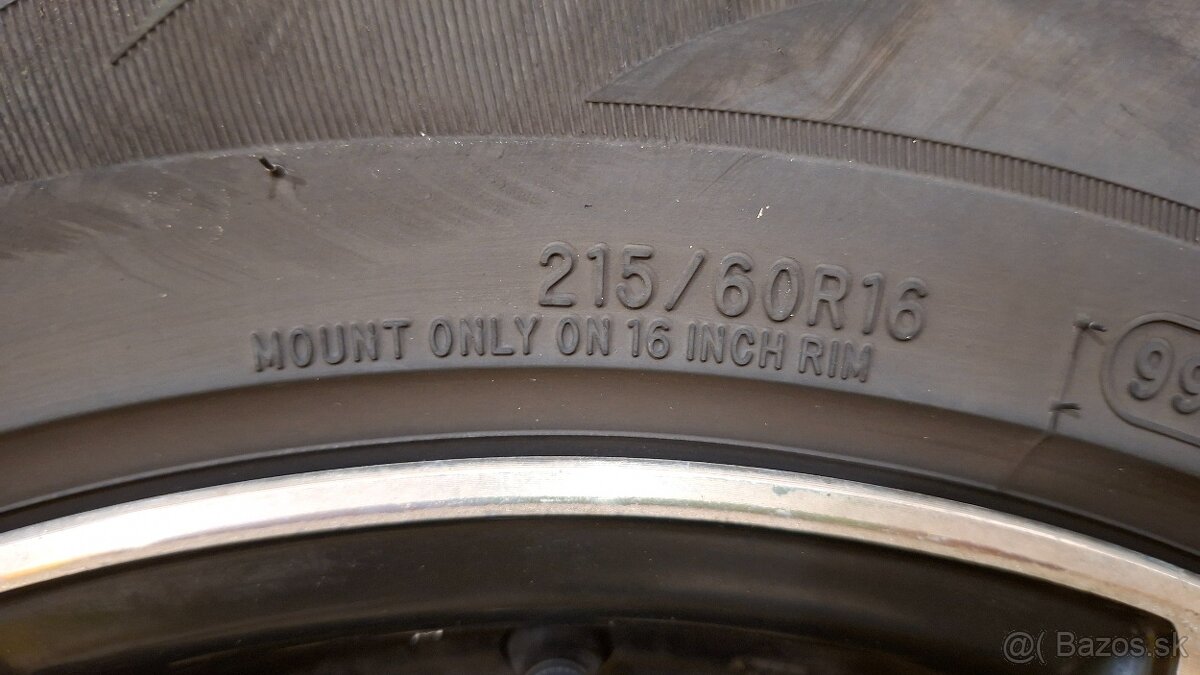 215/60R16
MOUNT ONLY ON 16 INCH RIM
99
@( Bazos.sk